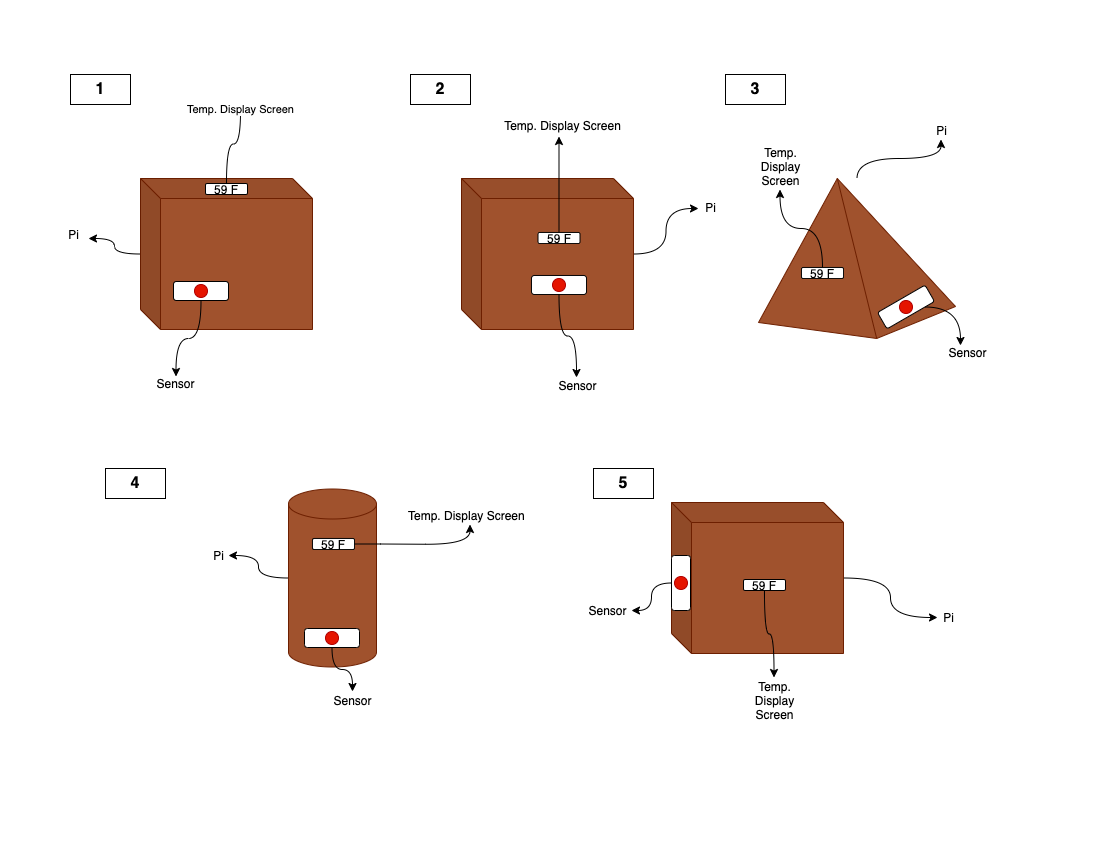 1
2
3
Temp. Display Screen
59 F
Pi
Sensor
Temp. Display Screen
59 F
Pi
Sensor
Pi
Temp.
Display
Screen
59 F
Sensor
4
5
Temp. Display Screen
59 F
Pi
Sensor
59 F
Sensor
Pi
Temp.
Display
Screen